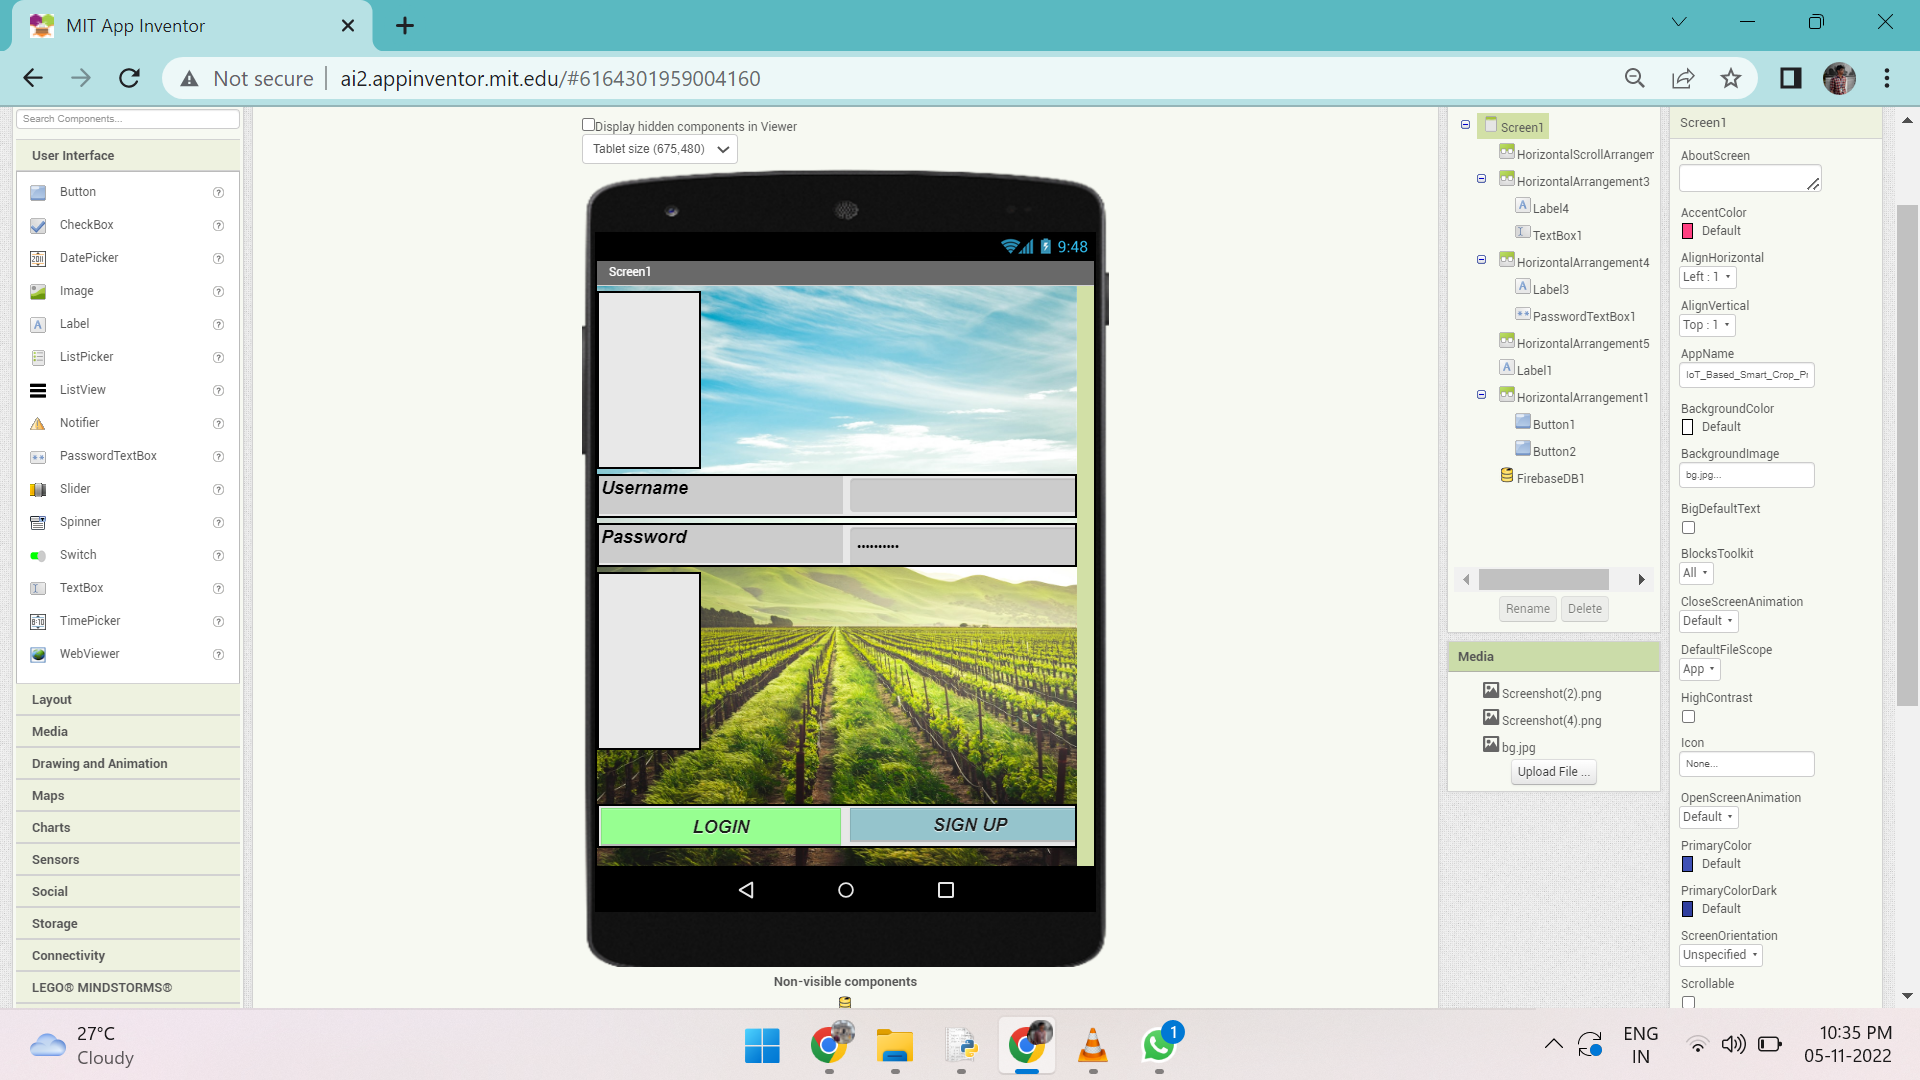 MIT App Inventor
Not secure
ai2.appinventor.mit.edu/#6164301959004160
Search Components...
User Interface
Button
CheckBox
DatePicker
Image
Label
ListPicker
ListView
Notifier
PasswordTextBox
Slider
Spinner
Switch
TextBox
TimePicker
WebViewer
Layout
Media
Drawing and Animation
Maps
Charts
Sensors
Social
Storage
Connectivity
LEGO® MINDSTORMS®
Display hidden components in Viewer
Tablet size (675,480)
9:48
Screen1
Username
Password
LOGIN
SIGN UP
Non-visible components
Screen1
HorizontalScrollArrangem
HorizontalArrangement3
Label4
TextBox1
HorizontalArrangement4
Label3
PasswordTextBox1
HorizontalArrangement5
Label1
HorizontalArrangement1
Button1
Button2
FirebaseDB1
Rename
Delete
Media
Screenshot(2).png
Screenshot(4).png
bg.jpg
Upload File ...
Screen1
AboutScreen
AccentColor
Default
AlignHorizontal
Left : 1
AlignVertical
Top : 1
AppName
IoT_Based_Smart_Crop_Pr
BackgroundColor
Default
BackgroundImage
bg.jpg...
BigDefaultText
BlocksToolkit
All
CloseScreenAnimation
Default
DefaultFileScope
App
HighContrast
Icon
None...
OpenScreenAnimation
Default
PrimaryColor
Default
PrimaryColorDark
Default
ScreenOrientation
Unspecified
Scrollable
27°C
Cloudy
1
ENG
IN
10:35 PM
05-11-2022